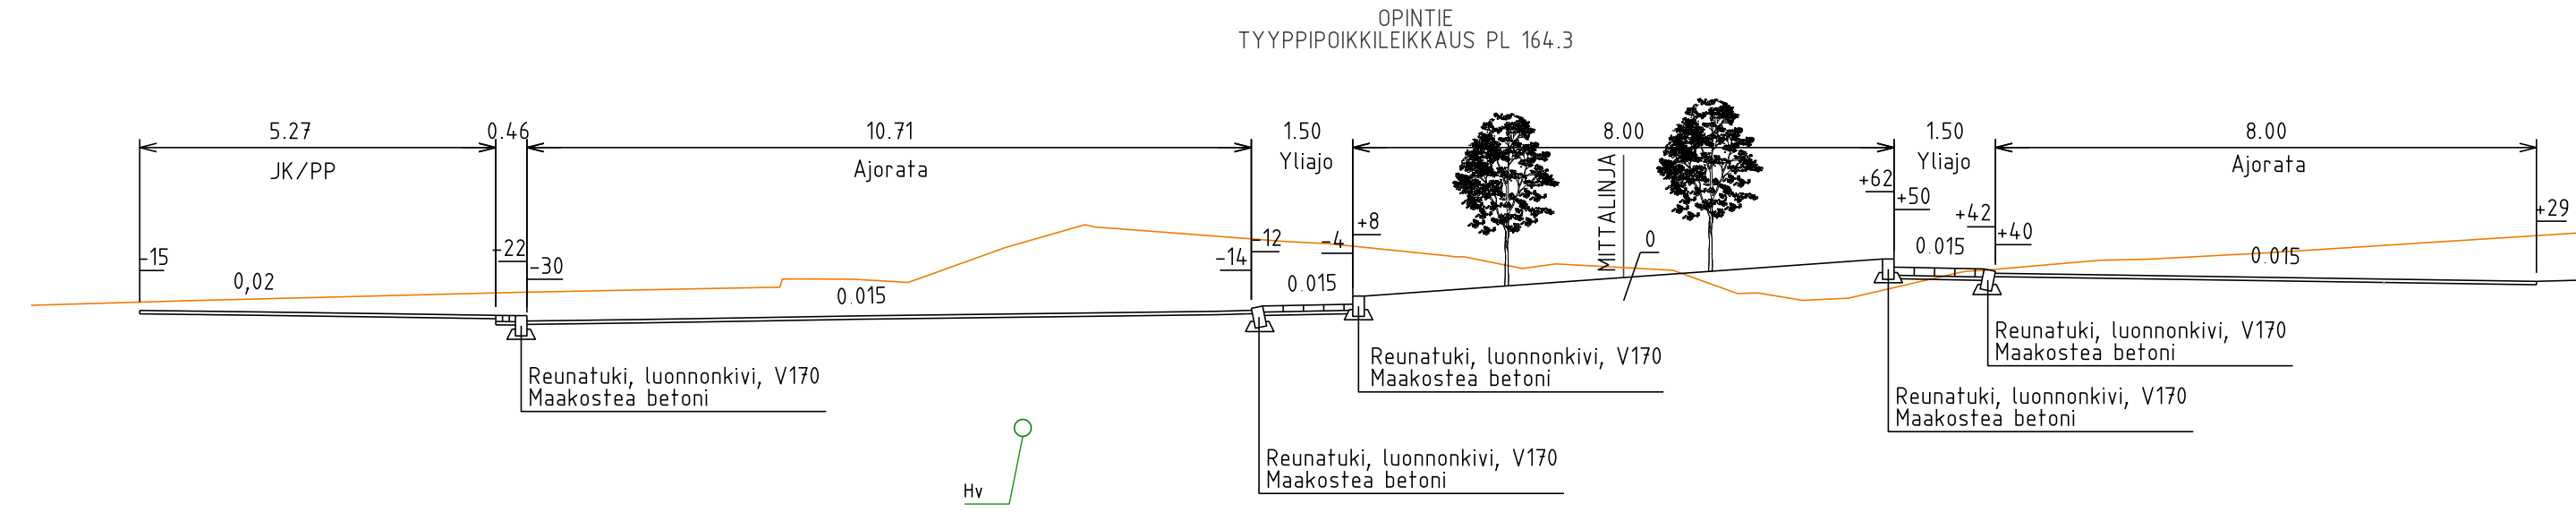 OPINTIE
TYYPPIPOIKKILEIKKAUS PL 164.3
5.27
0.46
10.71
1.50
8.00
1.50
8.00
JK/PP
Ajorata
Yliajo
MITTALINJA
Yliajo
Ajorata
+62
+50
+42
+40
+29
-15
-22
-30
-14
-12
-4
+8
0
0,02
0.015
0.015
0.015
0.015
Reunatuki, luonnonkivi, V170
Maakostea betoni
Reunatuki, luonnonkivi, V170
Maakostea betoni
Reunatuki, luonnonkivi, V170
Maakostea betoni
Reunatuki, luonnonkivi, V170
Maakostea betoni
Reunatuki, luonnonkivi, V170
Maakostea betoni
Hv